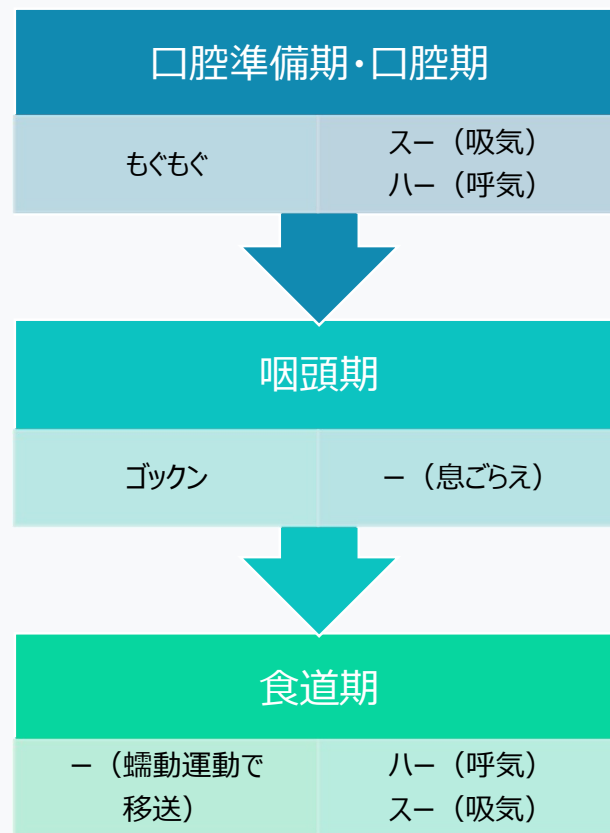 口腔準備期・口腔期
もぐもぐ
スー（吸気）
ハー（呼気）
咽頭期
ゴックン
ー（息ごらえ）
食道期
ー（蠕動運動で
移送）
ハー（呼気）
スー（吸気）